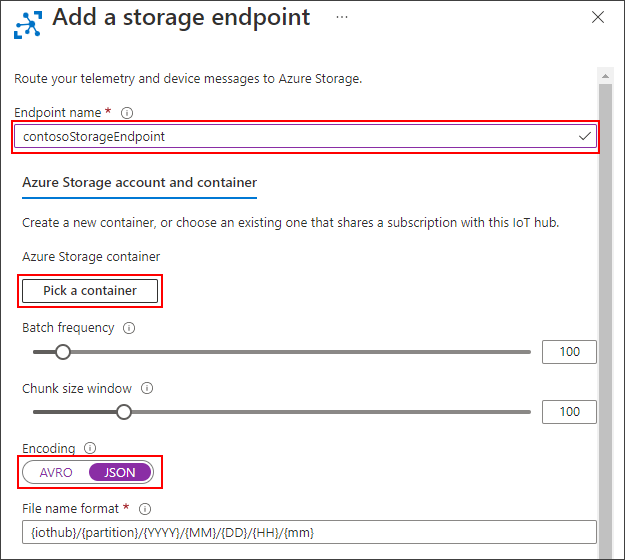 Add a storage endpoint ...
Route your telemetry and device messages to Azure Storage.
Endpoint name *
contosoStorageEndpoint
Azure Storage account and container
Create a new container, or choose an existing one that shares a subscription with this IoT hub.
Azure Storage container
Pick a container
Batch frequency
100
Chunk size window
100
Encoding
AVRO JSON
File name format *
{iothub}/{partition}/{YYYY}/{MM}/{DD}/{HH}/{mm}